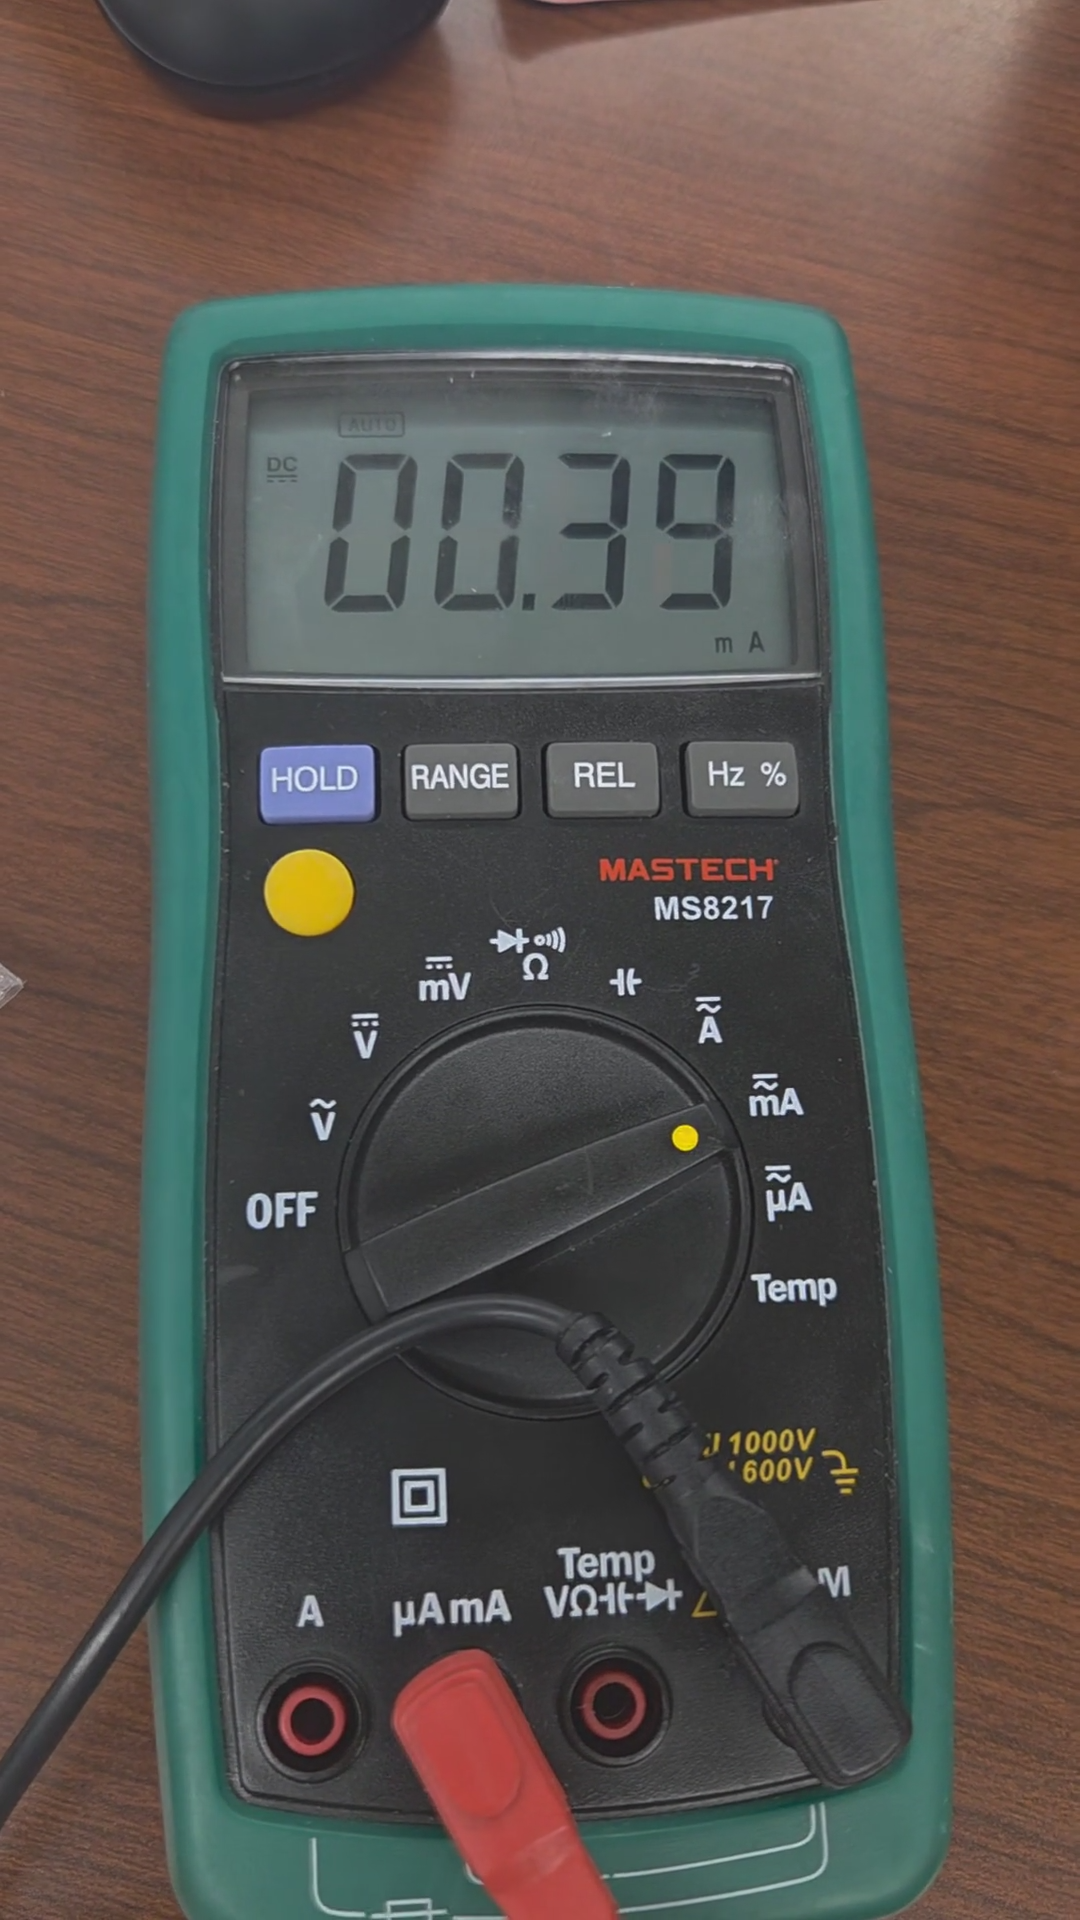 AUTO
DC
00.39
m A
HOLD RANGE REL Hz %
MASTECH
MS8217
Ω
mV
V
A
V
mA
OFF
µA
Temp
1000V
600V
Temp
A µAmA VΩ M